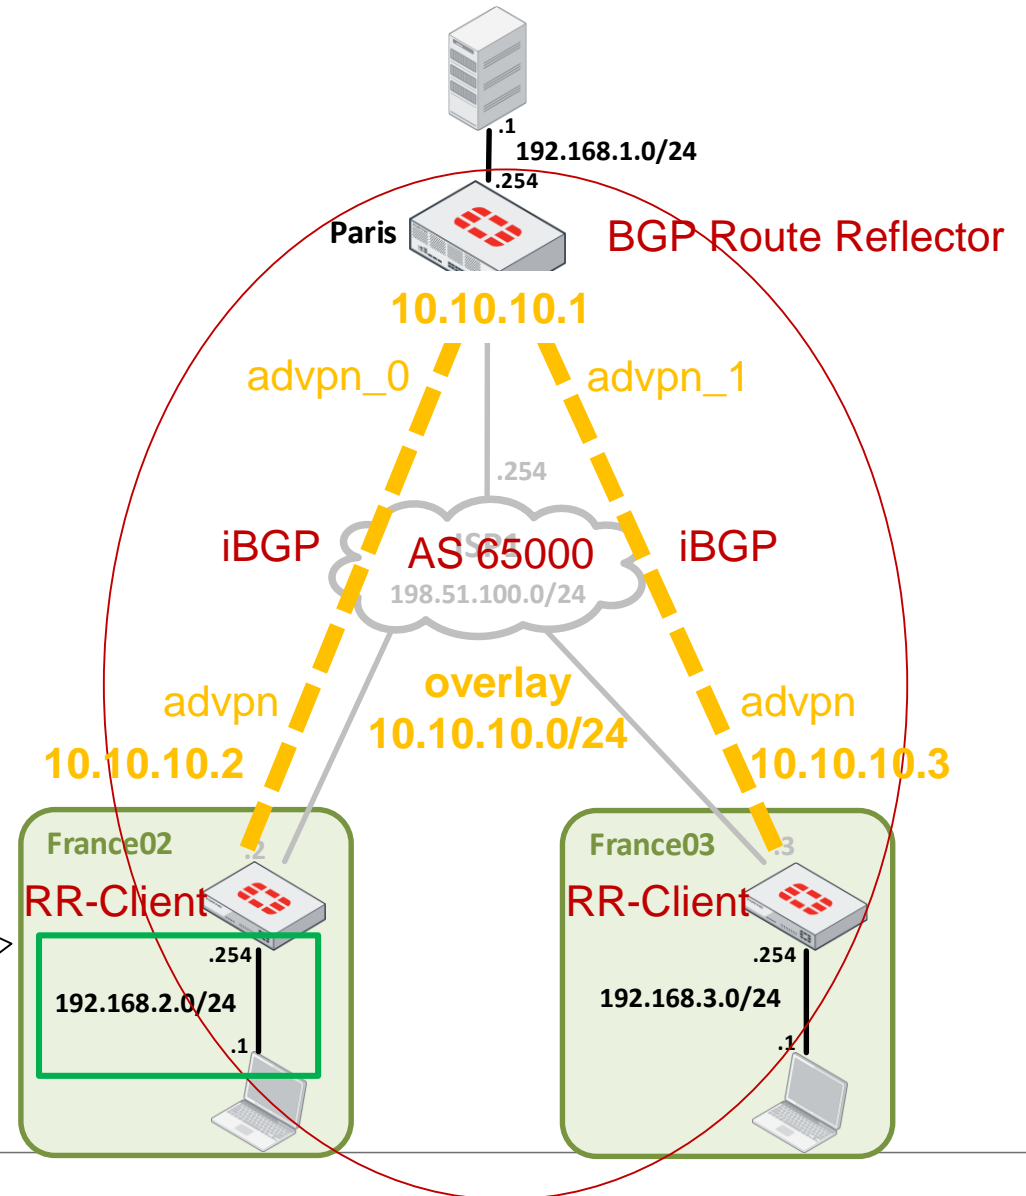 .1
192.168.1.0/24
.254
Paris
BGP Route Reflector
10.10.10.1
advpn_0
advpn_1
.254
iBGP
AS 65000
iBGP
ISP1
198.51.100.0/24
overlay
advpn
advpn
10.10.10.0/24
10.10.10.2
10.10.10.3
France02
.2
France03
.3
RR-Client
RR-Client
.254
.254
192.168.2.0/24
192.168.3.0/24
.1
.1